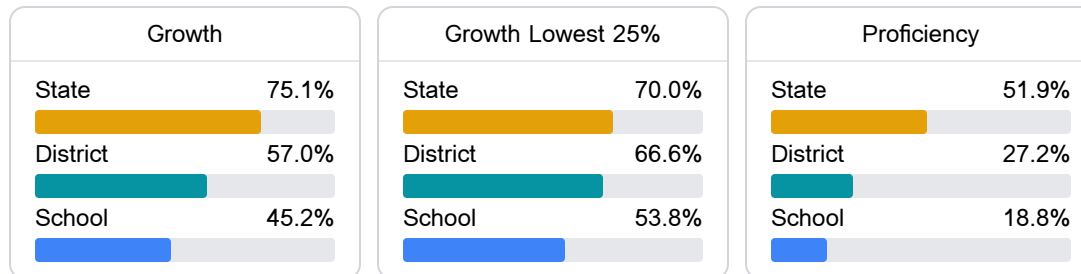 Growth
State 75.1%
District 57.0%
School 45.2%
Growth Lowest 25%
State 70.0%
District 66.6%
School 53.8%
Proficiency
State 51.9%
District 27.2%
School 18.8%